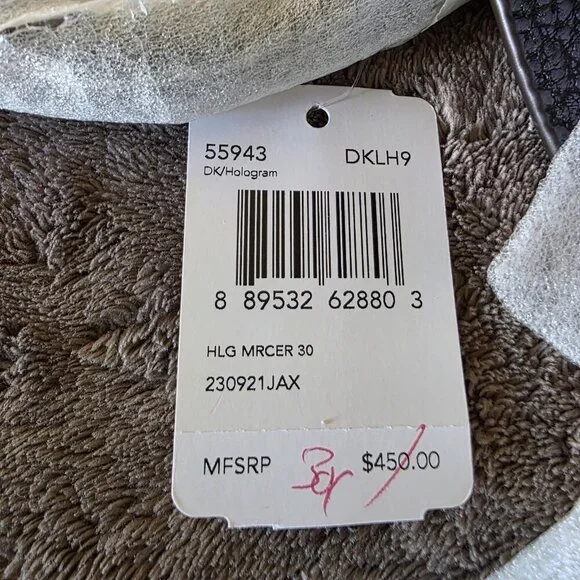 55943 DKLH9
DK/Hologram
8 89532 62880 3
HLG MRCER 30
230921JAX
MFSRP $450.00